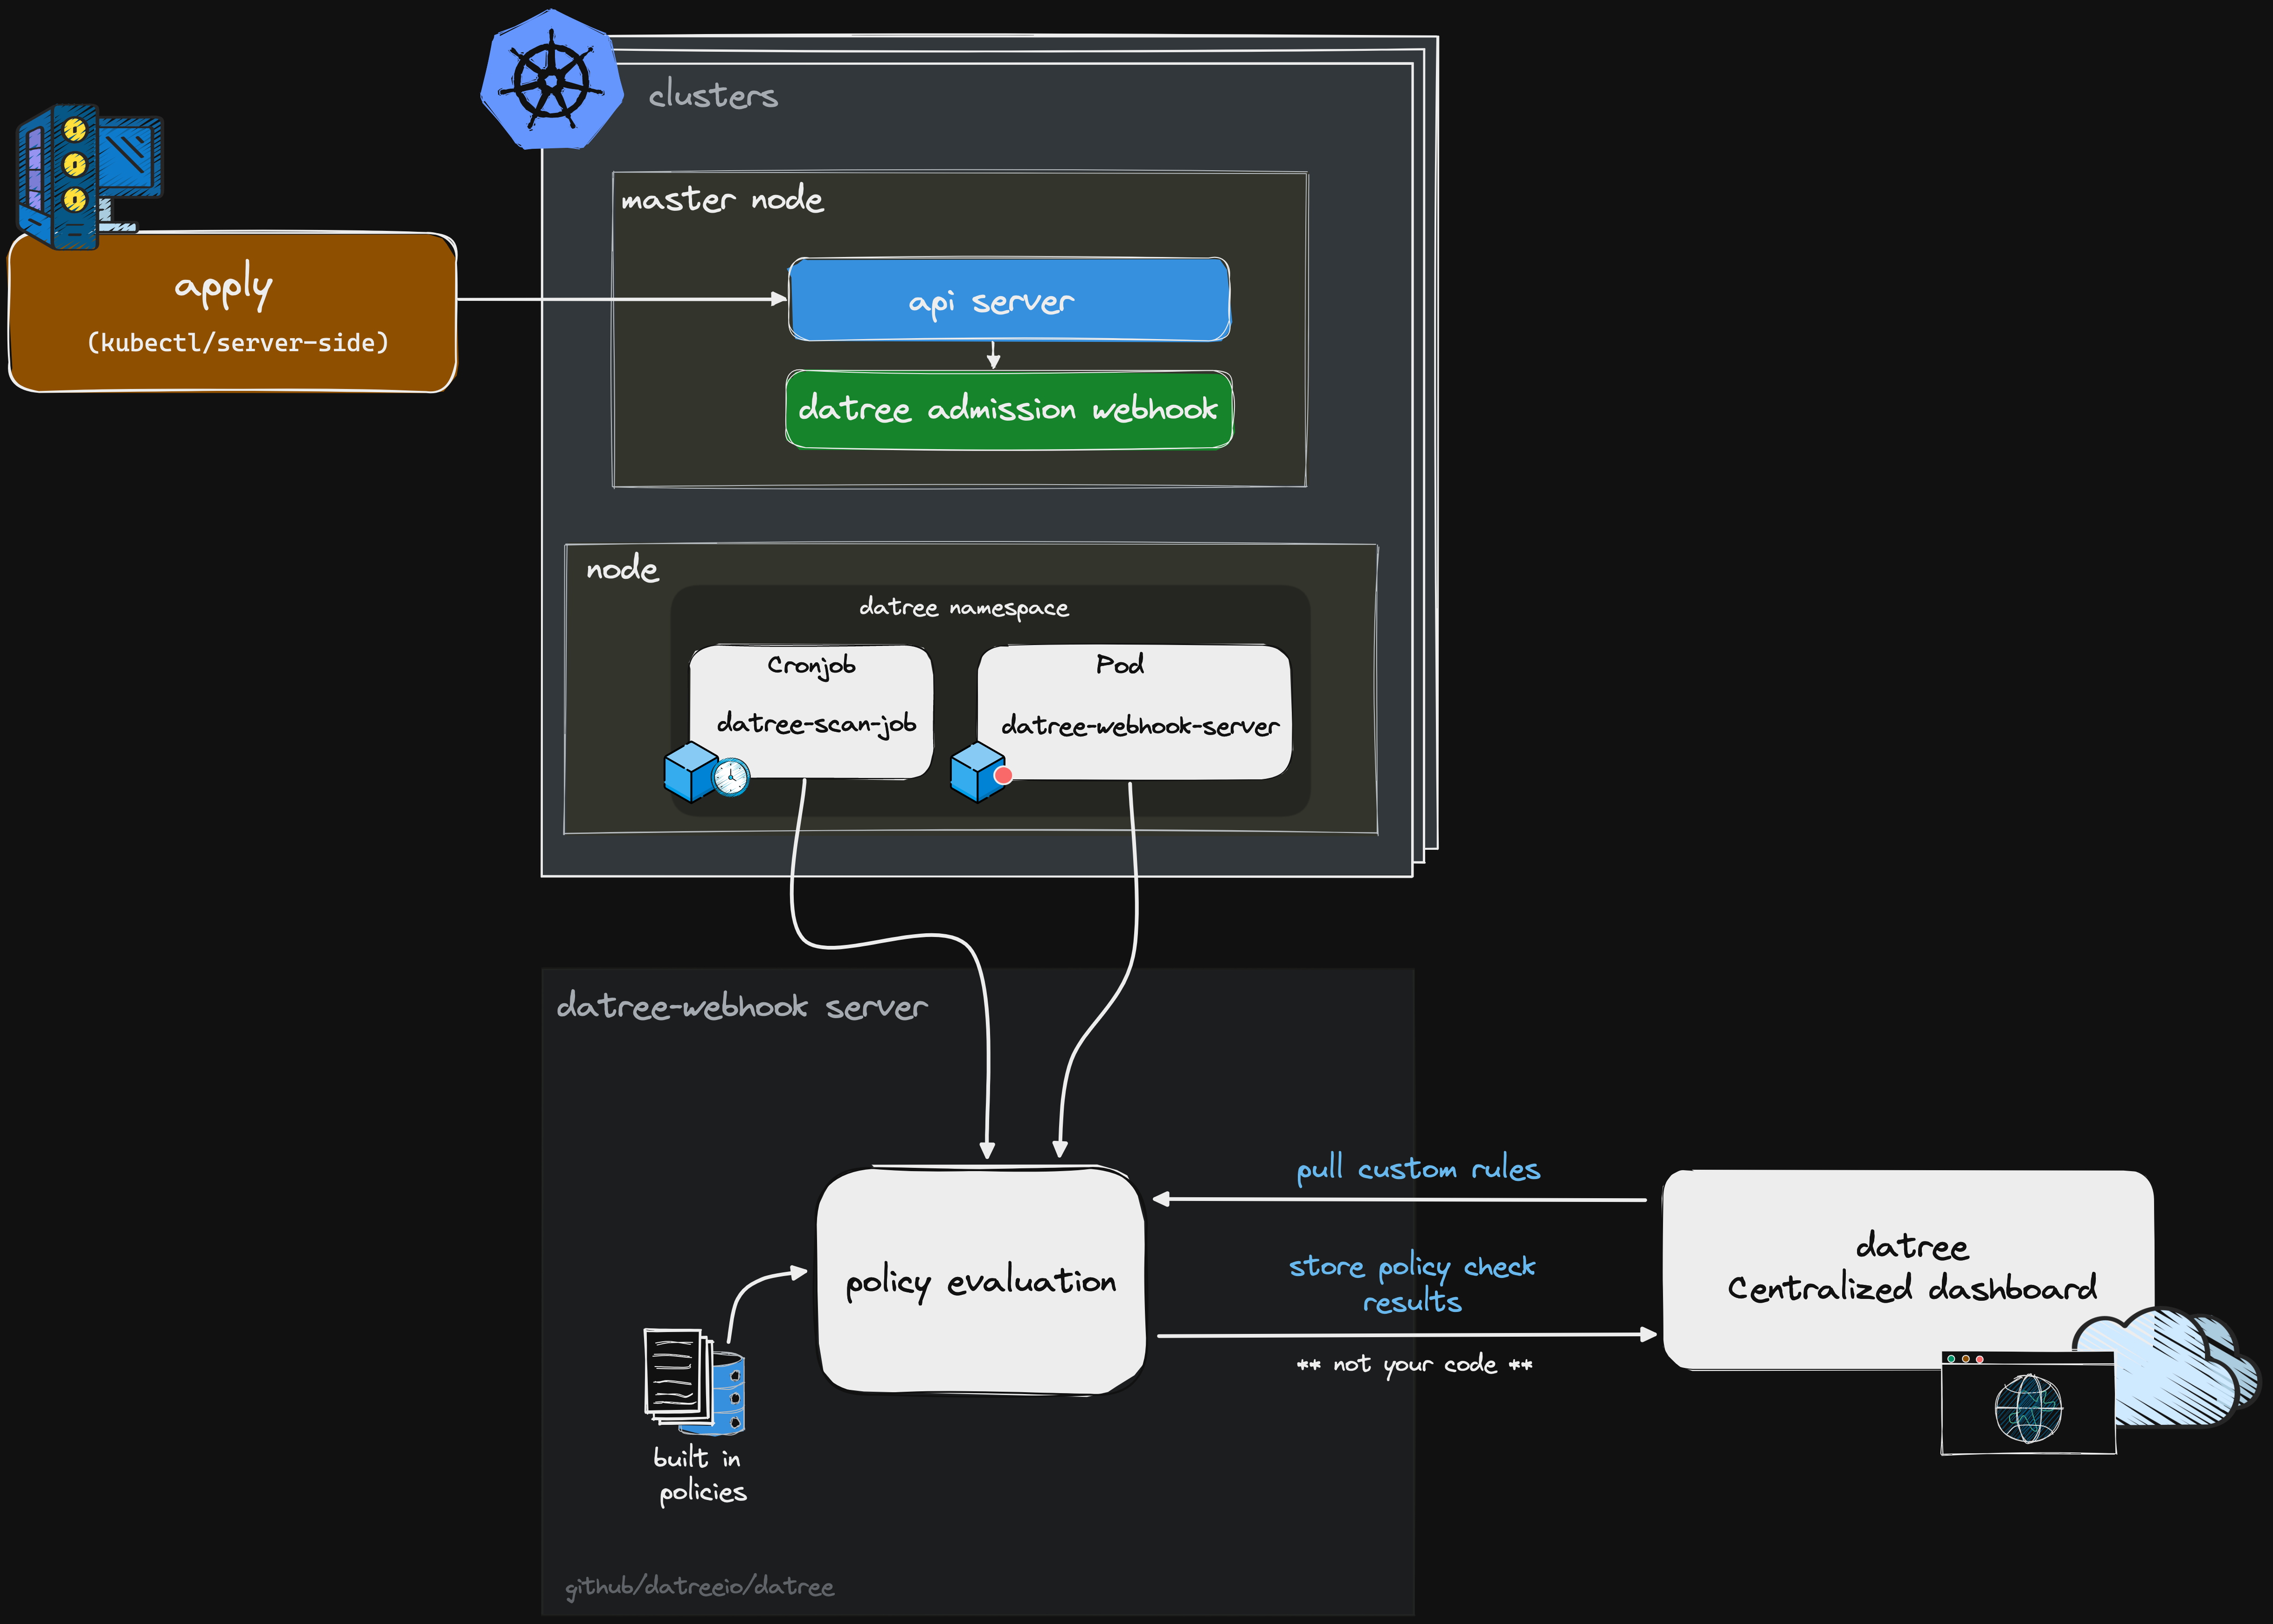 clusters
master node
apply
(kubectl/server-side)
api server
datree admission webhook
node
datree namespace
Cronjob
datree-scan-job
Pod
datree-webhook-server
datree-webhook server
pull custom rules
policy evaluation
store policy check
results
** not your code **
datree
Centralized dashboard
built in
policies
github/datreeio/datree